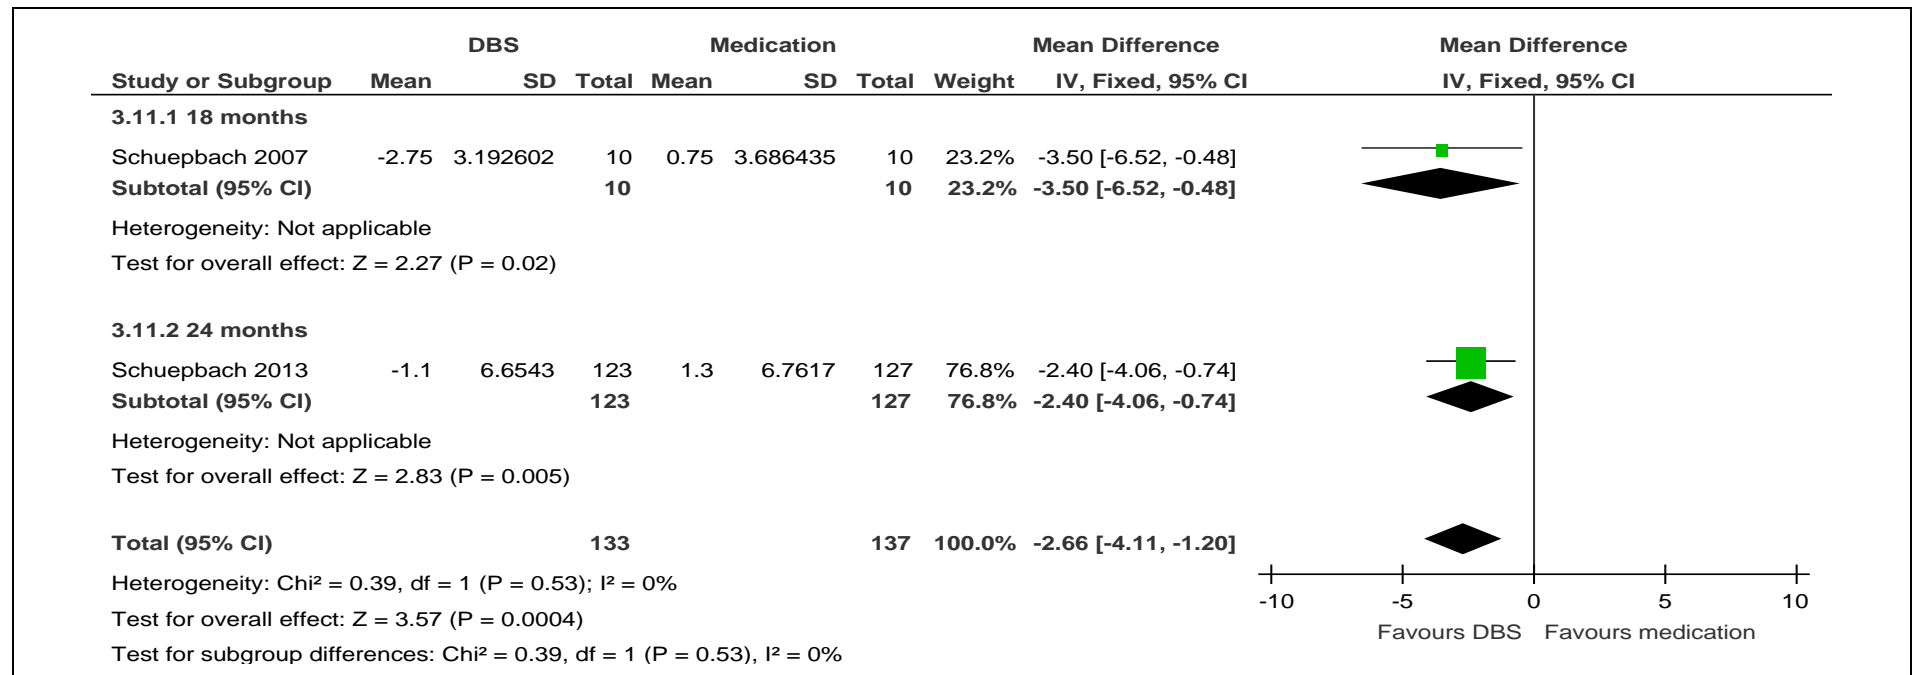 DBS Medication Mean Difference Mean Difference
Study or Subgroup Mean SD Total Mean SD Total Weight IV, Fixed, 95% CI IV, Fixed, 95% CI
3.11.1 18 months
Schuepbach 2007 -2.75 3.192602 10 0.75 3.686435 10 23.2% -3.50 [-6.52, -0.48]
Subtotal (95% CI) 10 10 23.2% -3.50 [-6.52, -0.48]
Heterogeneity: Not applicable
Test for overall effect: Z = 2.27 (P = 0.02)
3.11.2 24 months
Schuepbach 2013 -1.1 6.6543 123 1.3 6.7617 127 76.8% -2.40 [-4.06, -0.74]
Subtotal (95% CI) 123 127 76.8% -2.40 [-4.06, -0.74]
Heterogeneity: Not applicable
Test for overall effect: Z = 2.83 (P = 0.005)
Total (95% CI) 133 137 100.0% -2.66 [-4.11, -1.20]
Heterogeneity: Chi² = 0.39, df = 1 (P = 0.53); I² = 0%
Test for overall effect: Z = 3.57 (P = 0.0004)
Test for subgroup differences: Chi² = 0.39, df = 1 (P = 0.53), I² = 0%
-10 -5 0 5 10
Favours DBS Favours medication